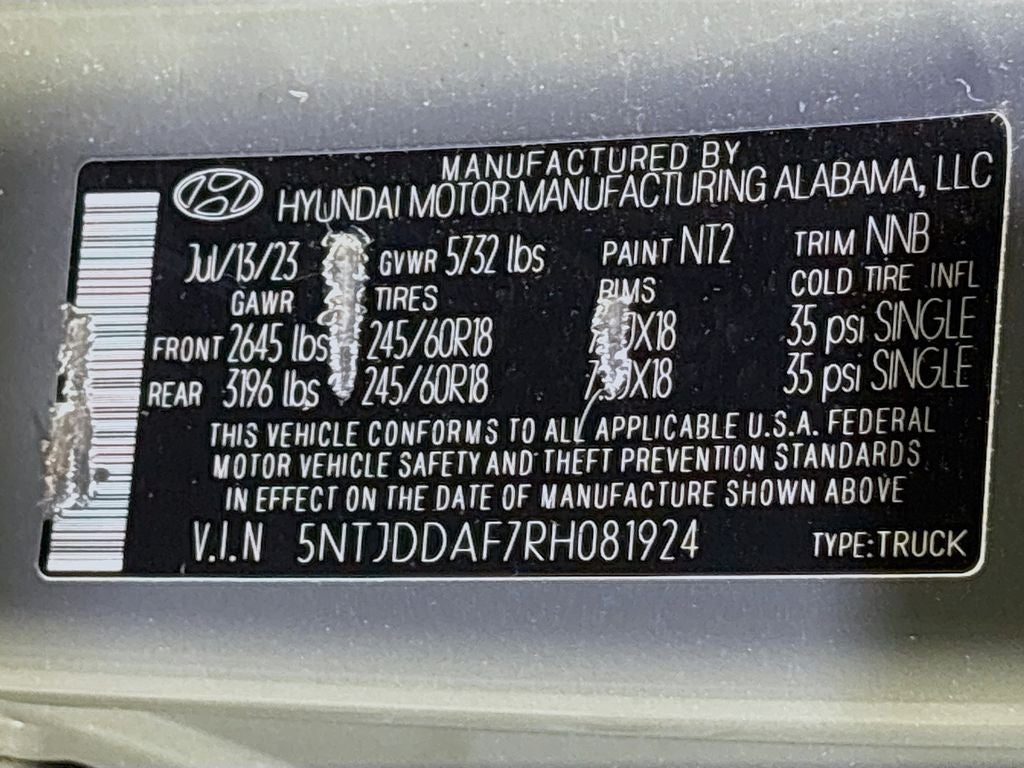 MANUFACTURED BY
HYUNDAI MOTOR MANUFACTURING ALABAMA, LLC
Jul/13/23 GVWR 5732 lbs PAINT NT2 TRIM NNB
GAWR TIRES RIMS COLD TIRE INFL
FRONT 2645 lbs 245/60R18 35 psi SINGLE
REAR 3196 lbs 245/60R18 35 psi SINGLE
THIS VEHICLE CONFORMS TO ALL APPLICABLE U.S.A. FEDERAL
MOTOR VEHICLE SAFETY AND THEFT PREVENTION STANDARDS
IN EFFECT ON THE DATE OF MANUFACTURE SHOWN ABOVE
V.I.N 5NTJDDAF7RH081924 TYPE:TRUCK